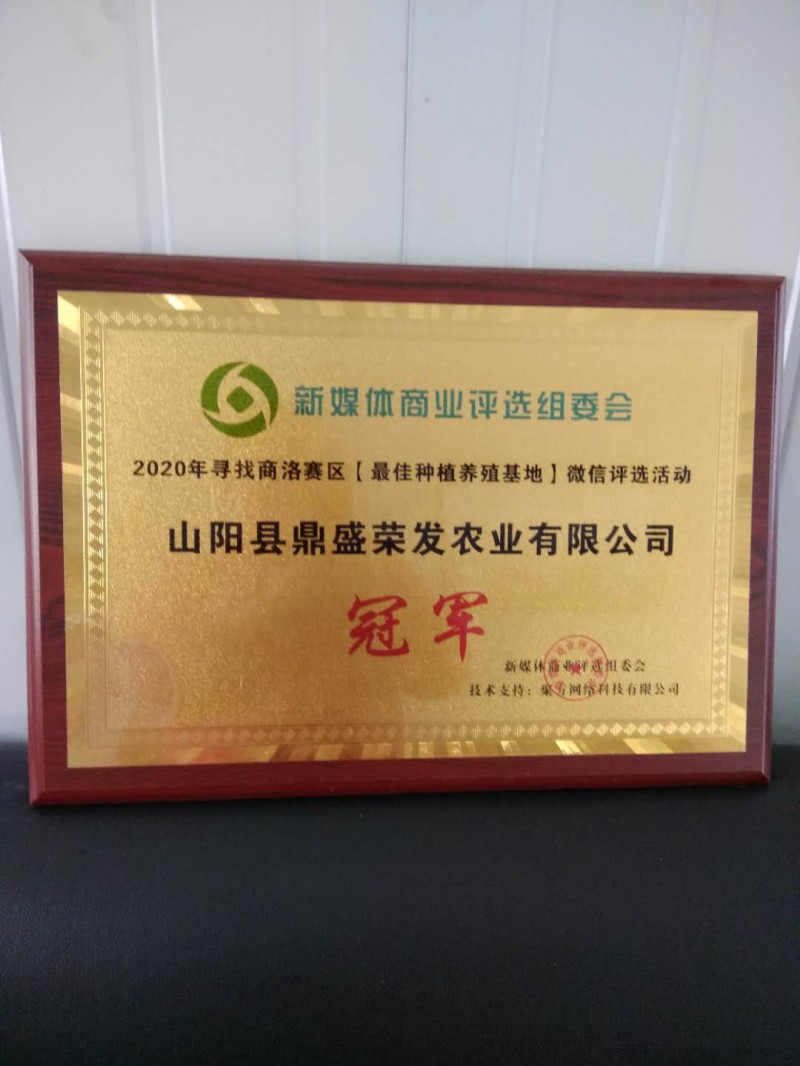 新媒体商业评选组委会
2020年寻找商洛赛区【最佳种植养殖基地】微信评选活动
山阳县鼎盛荣发农业有限公司
冠军
新媒体商业评选组委会
技术支持：聚方网络科技有限公司